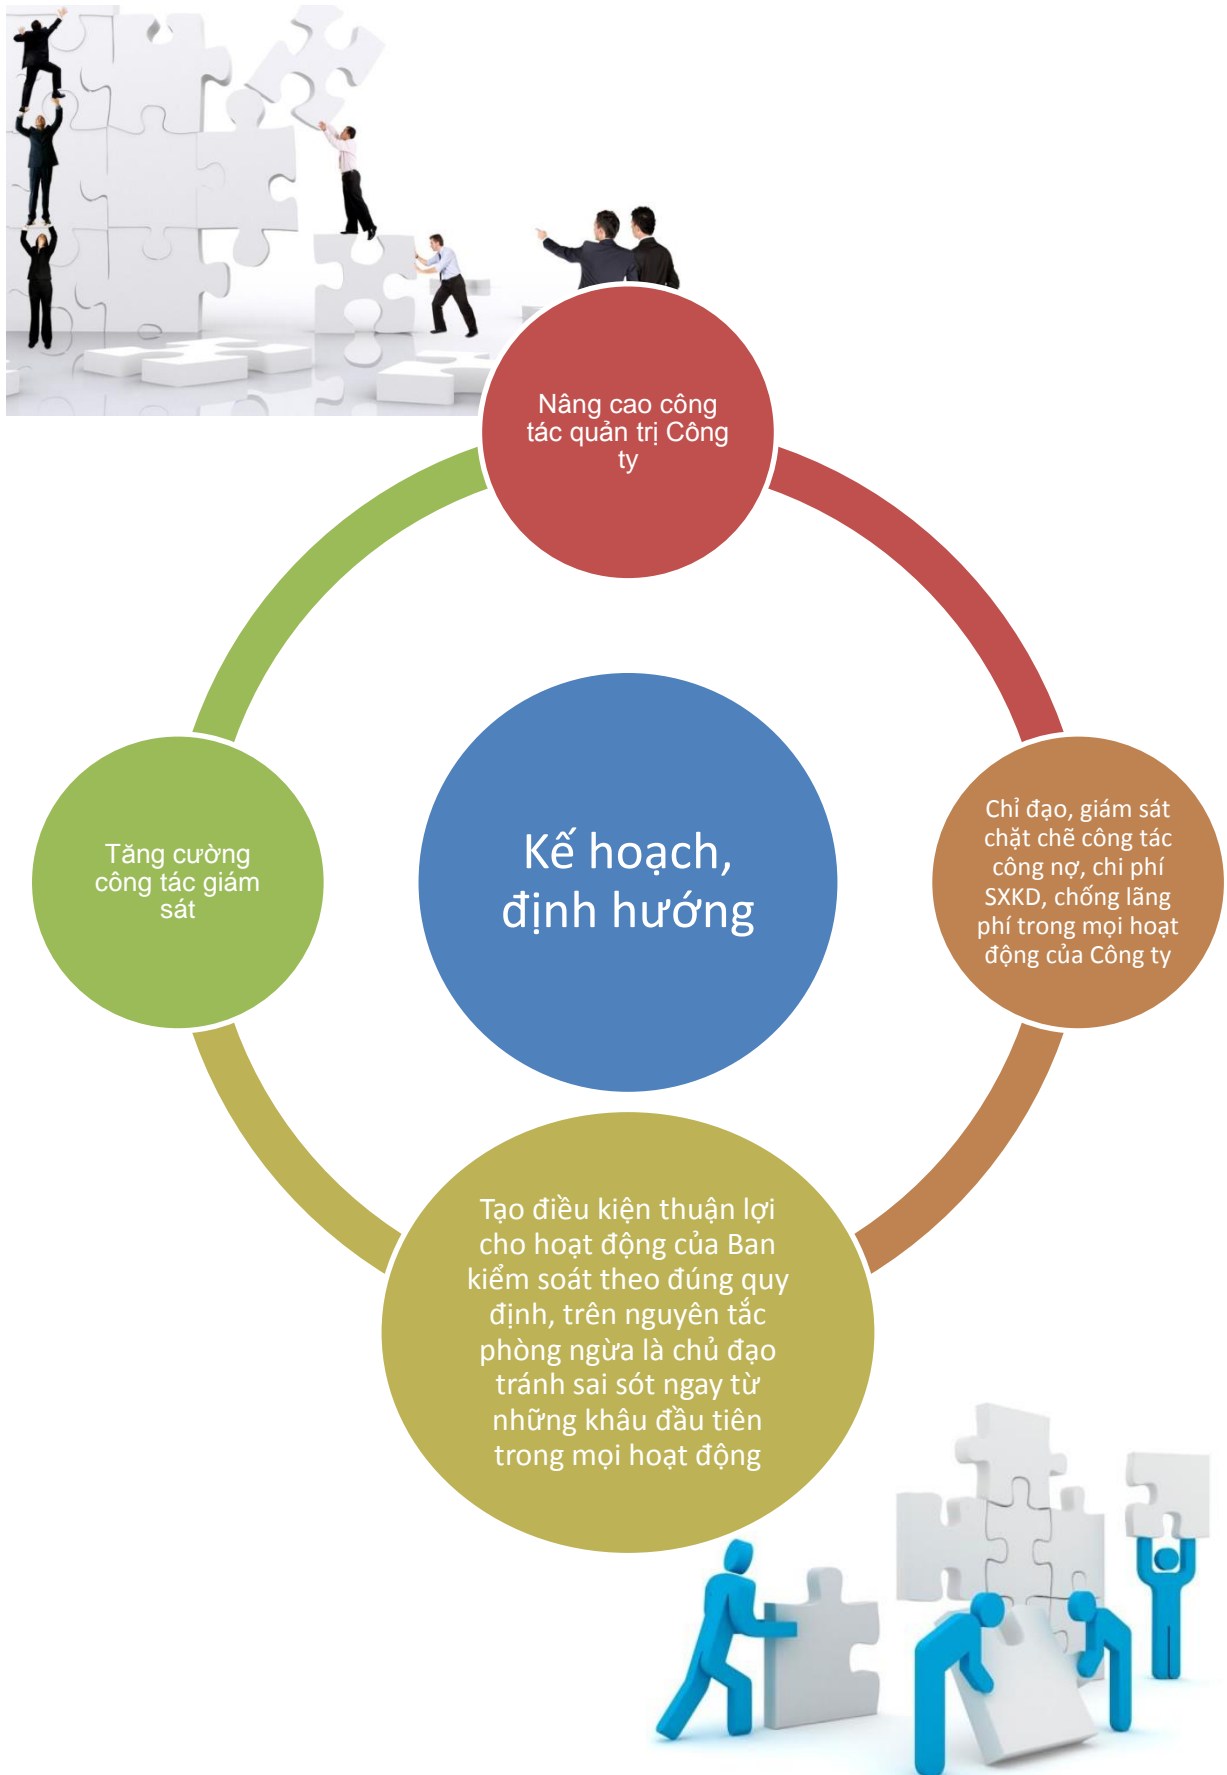 Nâng cao công
tác quản trị Công
ty
Chỉ đạo, giám sát
chặt chẽ công tác
công nợ, chi phí
SXKD, chống lãng
phí trong mọi hoạt
động của Công ty
Tăng cường
công tác giám
sát
Kế hoạch,
định hướng
Tạo điều kiện thuận lợi
cho hoạt động của Ban
kiểm soát theo đúng quy
định, trên nguyên tắc
phòng ngừa là chủ đạo
tránh sai sót ngay từ
những khâu đầu tiên
trong mọi hoạt động